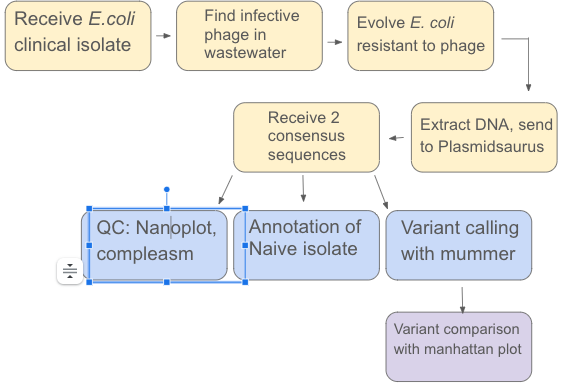 Receive E.coli
clinical isolate
Find infective
phage in
wastewater
Evolve E. coli
resistant to phage
Extract DNA, send
to Plasmidsaurus
Receive 2
consensus
sequences
QC: Nanoplot,
compleasm
Annotation of
Naive isolate
Variant calling
with mummer
Variant comparison
with manhattan plot